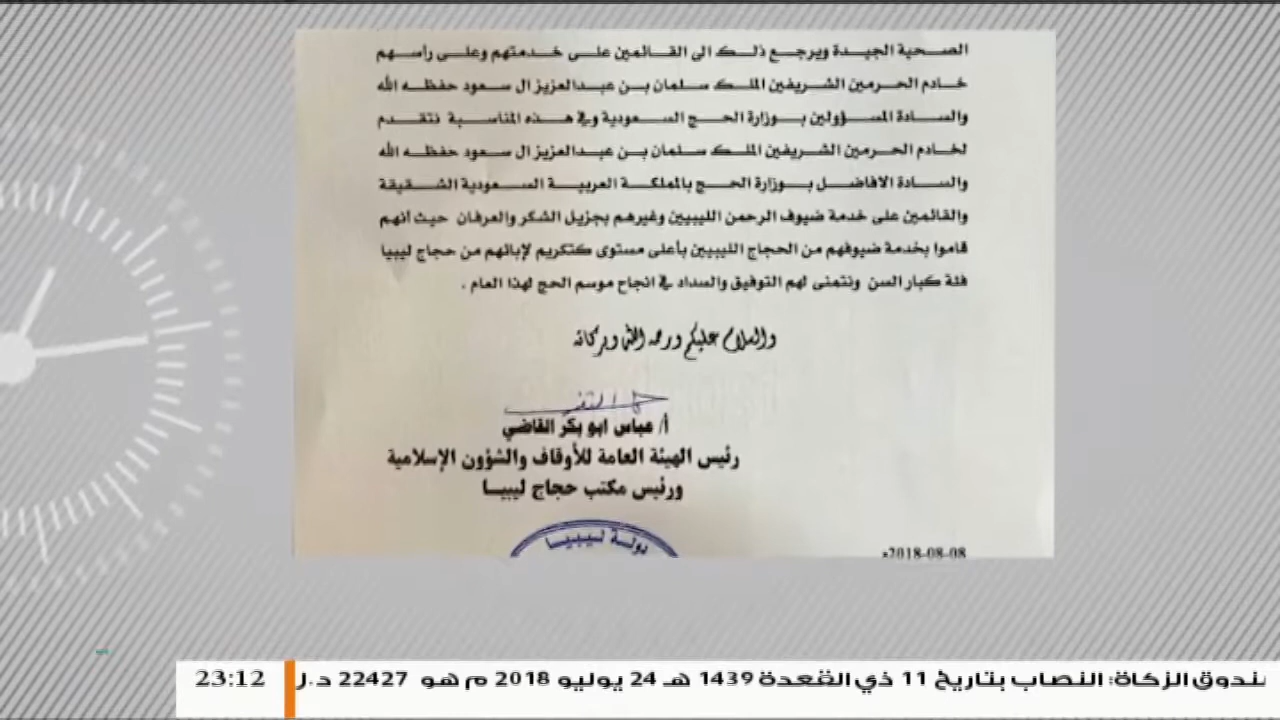 الصحية الجيدة ويرجع ذلك الى القائمين على خدمتهم وعلى رأسهم
خادم الحرمين الشريفين الملك سلمان بن عبدالعزيز ال سعود حفظه الله
والسادة المسؤولين بوزارة الحج السعودية وفي هذه المناسبة نتقدم
لخادم الحرمين الشريفين الملك سلمان بن عبدالعزيز ال سعود حفظه الله
والسادة الافاضل بوزارة الحج بالمملكة العربية السعودية الشقيقة
والقائمين على خدمة ضيوف الرحمن الليبيين وغيرهم بجزيل الشكر والعرفان حيث أنهم
قاموا بخدمة ضيوفهم من الحجاج الليبيين بأعلى مستوى كتكريم لإبائهم من حجاج ليبيا
فئة كبار السن ونتمنى لهم التوفيق والسداد في انجاح موسم الحج لهذا العام .
والسلام عليكم ورحمة الله وبركاته
أ/ عباس ابو بكر القاضي
رئيس الهيئة العامة للأوقاف والشؤون الإسلامية
ورئيس مكتب حجاج ليبيا
دولة ليبيا
2018-08-08م
ندوق الزكاة: النصاب بتاريخ 11 ذي القعدة 1439 هـ 24 يوليو 2018 م هو 22427 د.ل
23:12